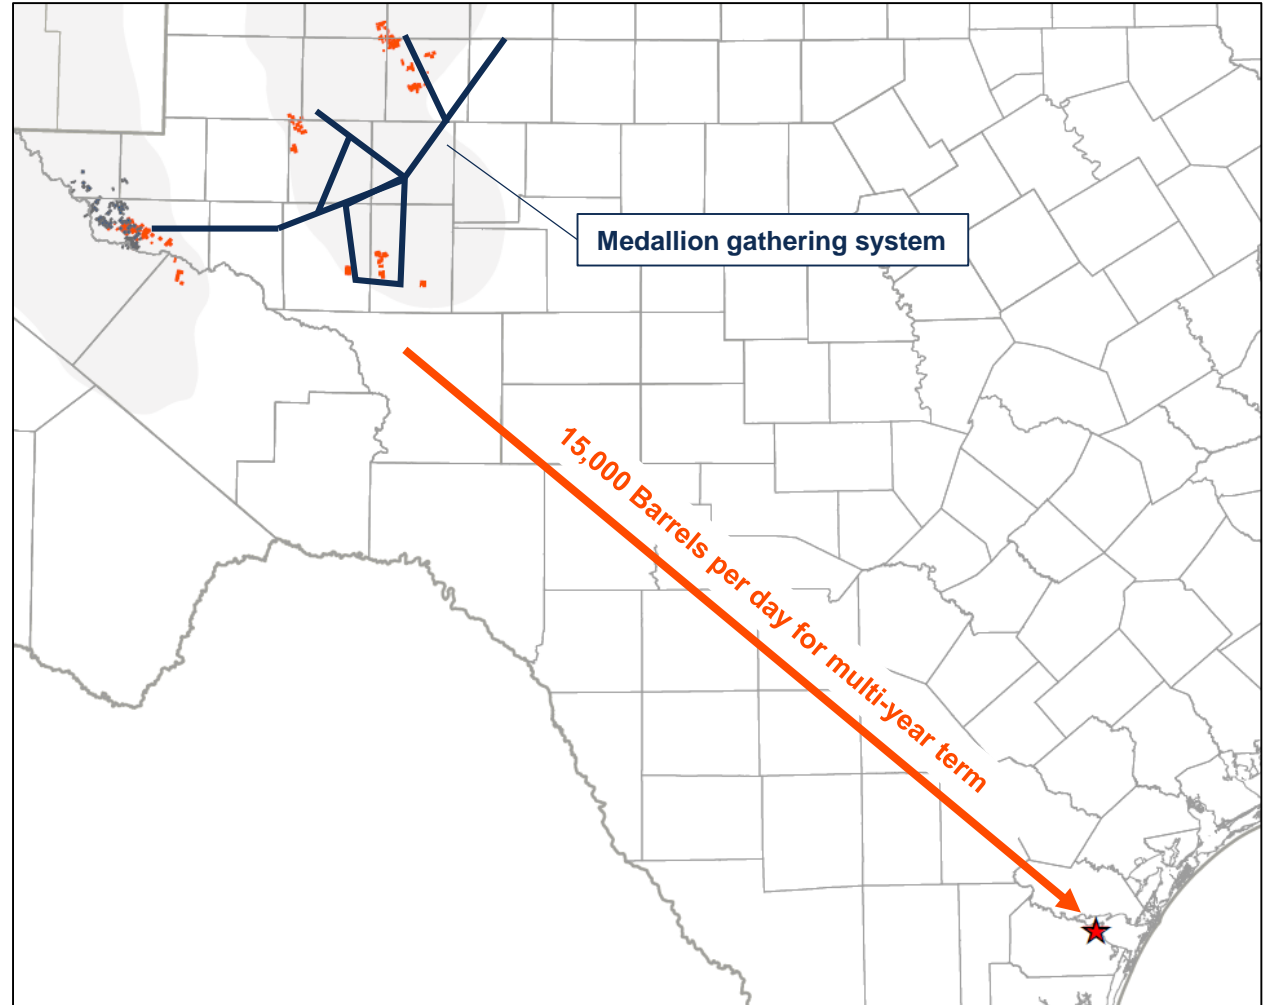 Medallion gathering system
15,000 Barrels per day for multi-year term